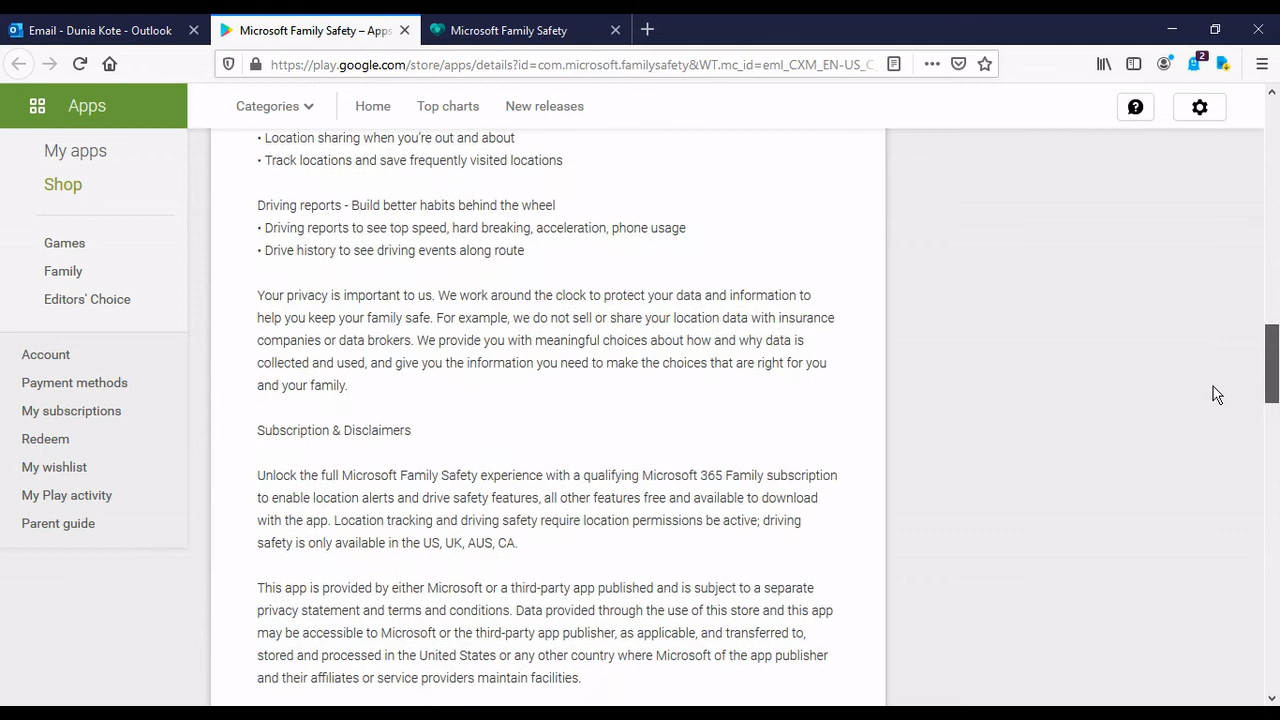 Email - Dunia Kote - Outlook
Microsoft Family Safety – Apps
Microsoft Family Safety
https://play.google.com/store/apps/details?id=com.microsoft.familysafety&WT.mc_id=eml_CXM_EN-US_C
2
Apps
Categories
Home
Top charts
New releases
My apps
Shop
Games
Family
Editors' Choice
Account
Payment methods
My subscriptions
Redeem
My wishlist
My Play activity
Parent guide
• Location sharing when you're out and about
• Track locations and save frequently visited locations
Driving reports - Build better habits behind the wheel
• Driving reports to see top speed, hard breaking, acceleration, phone usage
• Drive history to see driving events along route
Your privacy is important to us. We work around the clock to protect your data and information to
help you keep your family safe. For example, we do not sell or share your location data with insurance
companies or data brokers. We provide you with meaningful choices about how and why data is
collected and used, and give you the information you need to make the choices that are right for you
and your family.
Subscription & Disclaimers
Unlock the full Microsoft Family Safety experience with a qualifying Microsoft 365 Family subscription
to enable location alerts and drive safety features, all other features free and available to download
with the app. Location tracking and driving safety require location permissions be active; driving
safety is only available in the US, UK, AUS, CA.
This app is provided by either Microsoft or a third-party app published and is subject to a separate
privacy statement and terms and conditions. Data provided through the use of this store and this app
may be accessible to Microsoft or the third-party app publisher, as applicable, and transferred to,
stored and processed in the United States or any other country where Microsoft of the app publisher
and their affiliates or service providers maintain facilities.